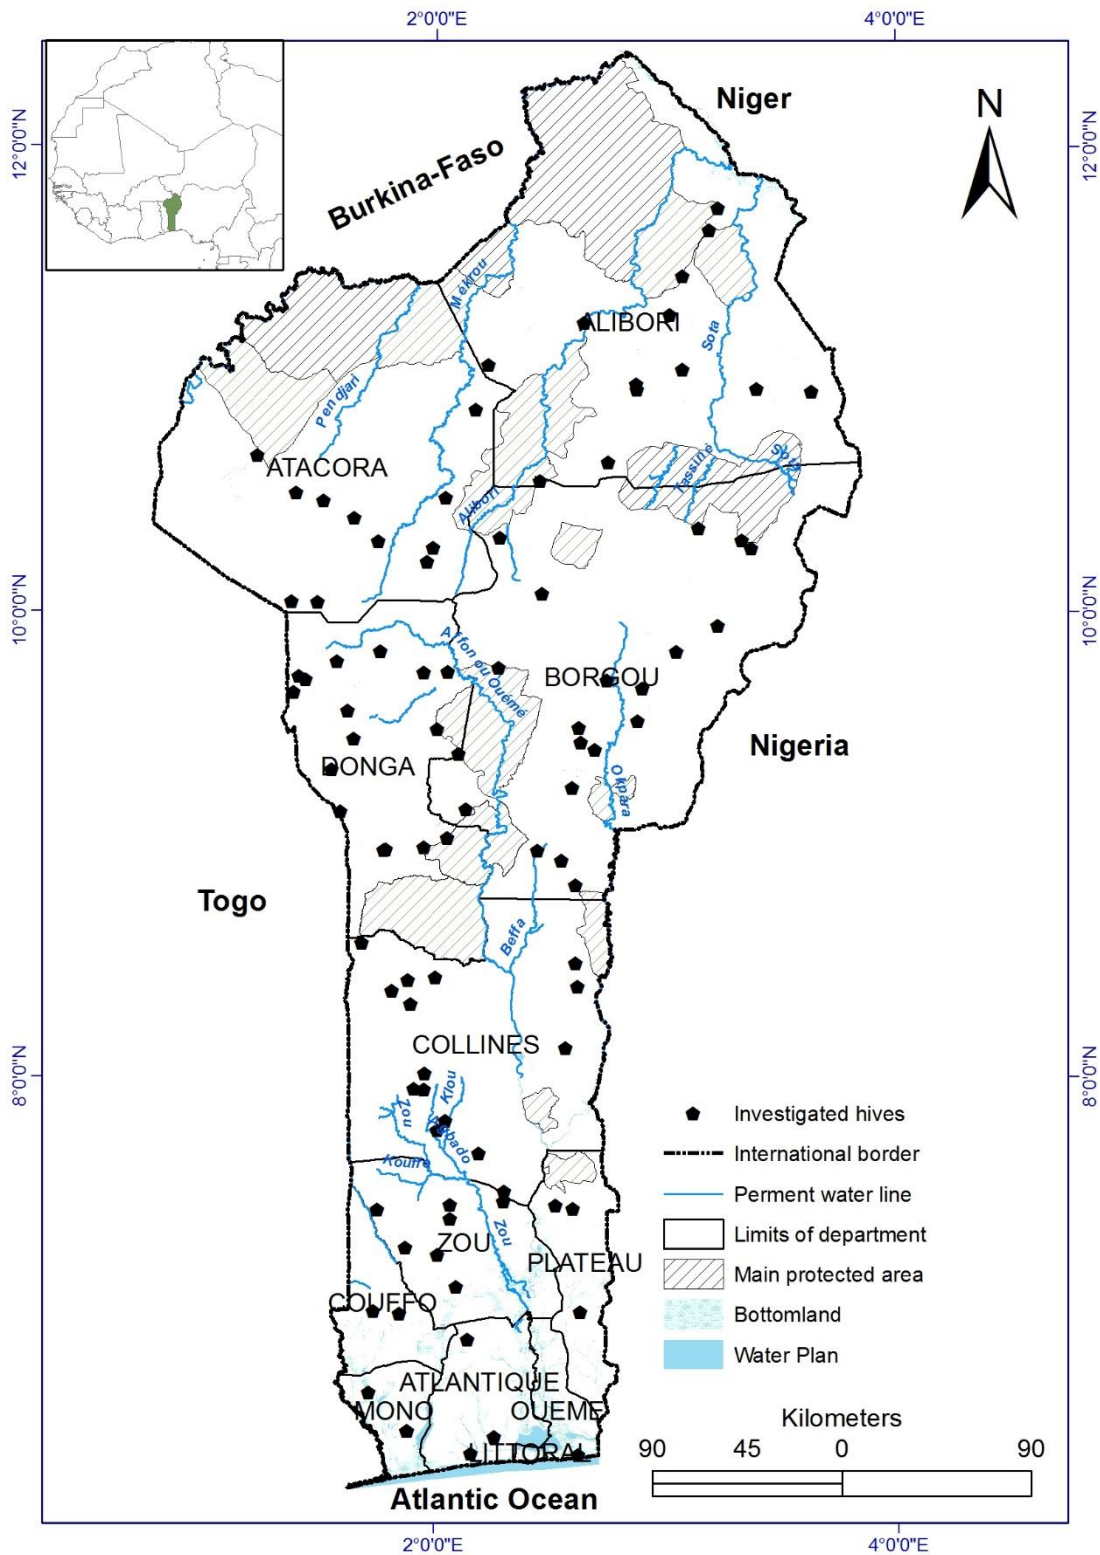 2°0'0"E
4°0'0"E
12°0'0"N
12°0'0"N
Niger
N
Burkina-Faso
Mékrou
ALIBORI
Sota
Pendjari
ATACORA
Tassiné
Sota
Alibori
10°0'0"N
10°0'0"N
Affon ou Ouémé
BORGOU
Nigeria
DONGA
Okpara
Togo
Beffa
COLLINES
8°0'0"N
8°0'0"N
Klou
Zou
Agbado
Kouffo
Zou
ZOU
PLATEAU
COUFFO
ATLANTIQUE
MONO
OUEME
LITTORAL
Atlantic Ocean
Investigated hives
International border
Perment water line
Limits of department
Main protected area
Bottomland
Water Plan
Kilometers
90 45 0 90
2°0'0"E
4°0'0"E